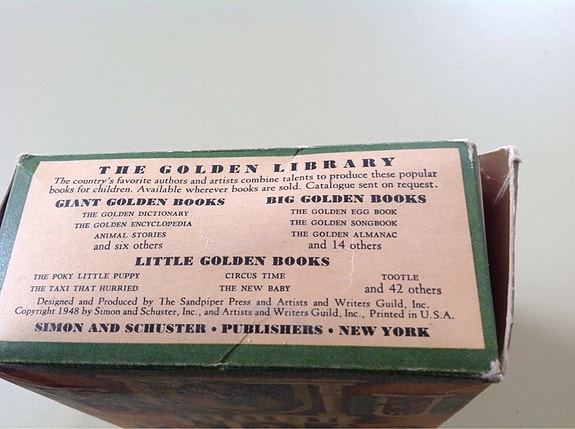 THE GOLDEN LIBRARY
The country's favorite authors and artists combine talents to produce these popular
books for children. Available wherever books are sold. Catalogue sent on request.
GIANT GOLDEN BOOKS
THE GOLDEN DICTIONARY
THE GOLDEN ENCYCLOPEDIA
ANIMAL STORIES
and six others
BIG GOLDEN BOOKS
THE GOLDEN EGG BOOK
THE GOLDEN SONGBOOK
THE GOLDEN ALMANAC
and 14 others
LITTLE GOLDEN BOOKS
THE POKY LITTLE PUPPY
THE TAXI THAT HURRIED
CIRCUS TIME
THE NEW BABY
TOOTLE
and 42 others
Designed and Produced by The Sandpiper Press and Artists and Writers Guild, Inc.
Copyright 1948 by Simon and Schuster, Inc., and Artists and Writers Guild, Inc., Printed in U.S.A.
SIMON AND SCHUSTER • PUBLISHERS • NEW YORK